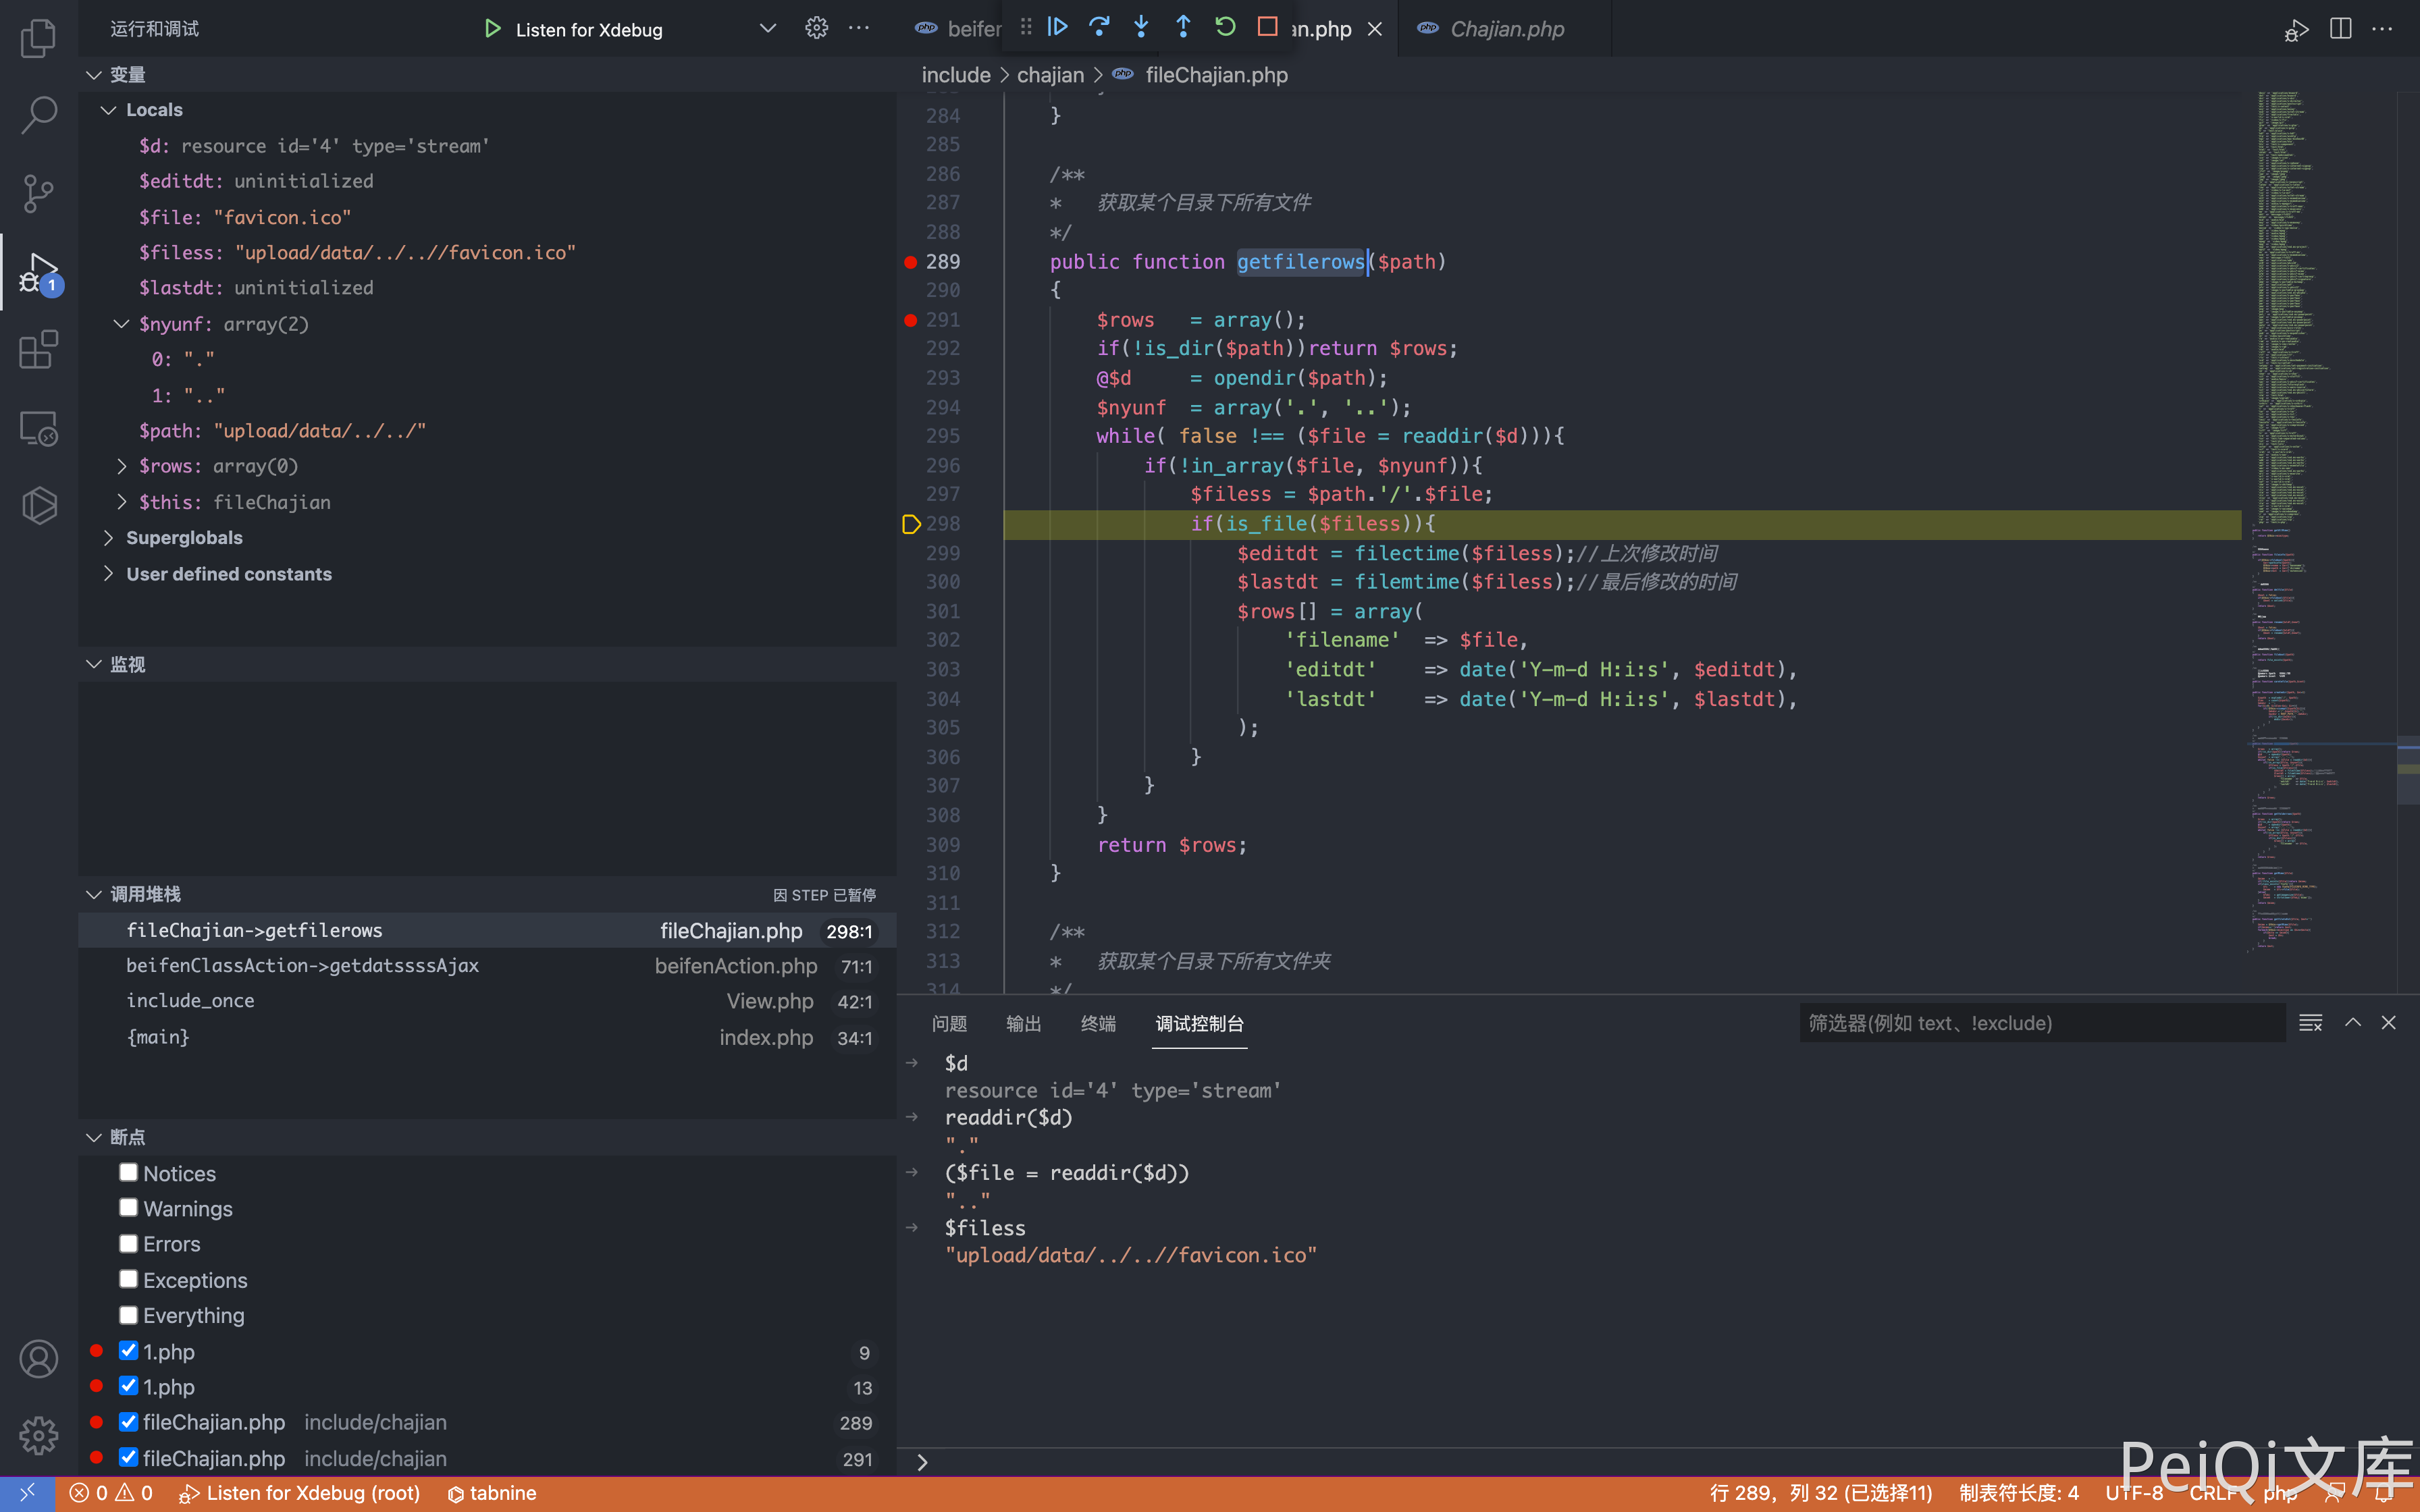 运行和调试
Listen for Xdebug
变量
Locals
$d: resource id='4' type='stream'
$editdt: uninitialized
$file: "favicon.ico"
$filess: "upload/data/../..//favicon.ico"
$lastdt: uninitialized
$nyunf: array(2)
0: "."
1: ".."
$path: "upload/data/../../"
$rows: array(0)
$this: fileChajian
Superglobals
User defined constants
监视
调用堆栈
因 STEP 已暂停
fileChajian->getfilerows fileChajian.php 298:1
beifenClassAction->getdatssssAjax beifenAction.php 71:1
include_once View.php 42:1
{main} index.php 34:1
断点
Notices
Warnings
Errors
Exceptions
Everything
1.php 9
1.php 13
fileChajian.php include/chajian 289
fileChajian.php include/chajian 291
php beifen
an.php
php Chajian.php
include > chajian > php fileChajian.php
284 }
285
286 /**
287 * 获取某个目录下所有文件
288 */
289 public function getfilerows($path)
290 {
291 $rows = array();
292 if(!is_dir($path))return $rows;
293 @$d = opendir($path);
294 $nyunf = array('.', '..');
295 while( false !== ($file = readdir($d))){
296 if(!in_array($file, $nyunf)){
297 $filess = $path.'/'.$file;
298 if(is_file($filess)){
299 $editdt = filectime($filess);//上次修改时间
300 $lastdt = filemtime($filess);//最后修改的时间
301 $rows[] = array(
302 'filename' => $file,
303 'editdt' => date('Y-m-d H:i:s', $editdt),
304 'lastdt' => date('Y-m-d H:i:s', $lastdt),
305 );
306 }
307 }
308 }
309 return $rows;
310 }
311
312 /**
313 * 获取某个目录下所有文件夹
314 */
问题 输出 终端 调试控制台
筛选器(例如 text、!exclude)
$d
resource id='4' type='stream'
readdir($d)
"."
($file = readdir($d))
".."
$filess
"upload/data/../..//favicon.ico"
0 0 Listen for Xdebug (root) tabnine
行 289，列 32 (已选择11) 制表符长度: 4 UTF-8 CRLF php
PeiQi文库